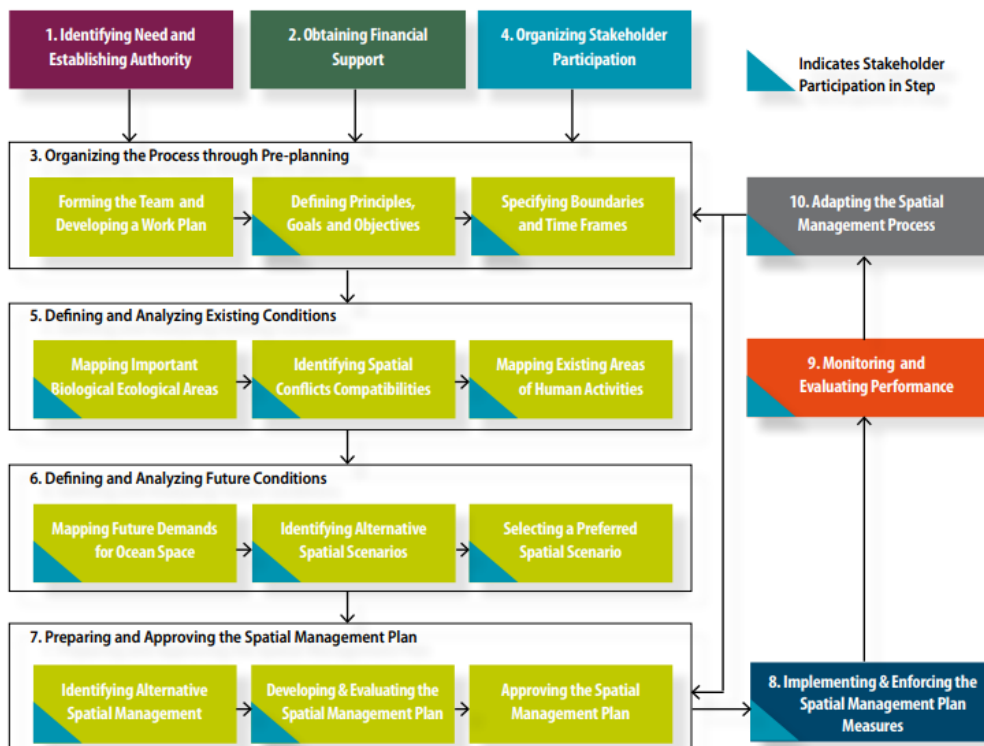 1. Identifying Need and
Establishing Authority
2. Obtaining Financial
Support
4. Organizing Stakeholder
Participation
Indicates Stakeholder
Participation in Step
3. Organizing the Process through Pre-planning
Forming the Team and
Developing a Work Plan
Defining Principles,
Goals and Objectives
Specifying Boundaries
and Time Frames
10. Adapting the Spatial
Management Process
5. Defining and Analyzing Existing Conditions
Mapping Important
Biological Ecological Areas
Identifying Spatial
Conflicts Compatibilities
Mapping Existing Areas
of Human Activities
9. Monitoring and
Evaluating Performance
6. Defining and Analyzing Future Conditions
Mapping Future Demands
for Ocean Space
Identifying Alternative
Spatial Scenarios
Selecting a Preferred
Spatial Scenario
7. Preparing and Approving the Spatial Management Plan
Identifying Alternative
Spatial Management
Developing & Evaluating the
Spatial Management Plan
Approving the Spatial
Management Plan
8. Implementing & Enforcing the
Spatial Management Plan
Measures